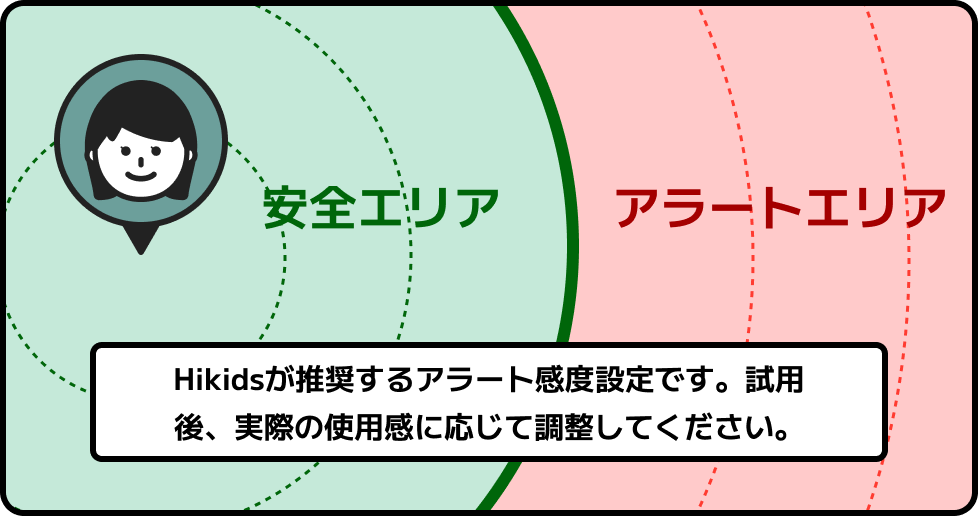 安全エリア
アラートエリア
Hikidsが推奨するアラート感度設定です。試用
後、実際の使用感に応じて調整してください。